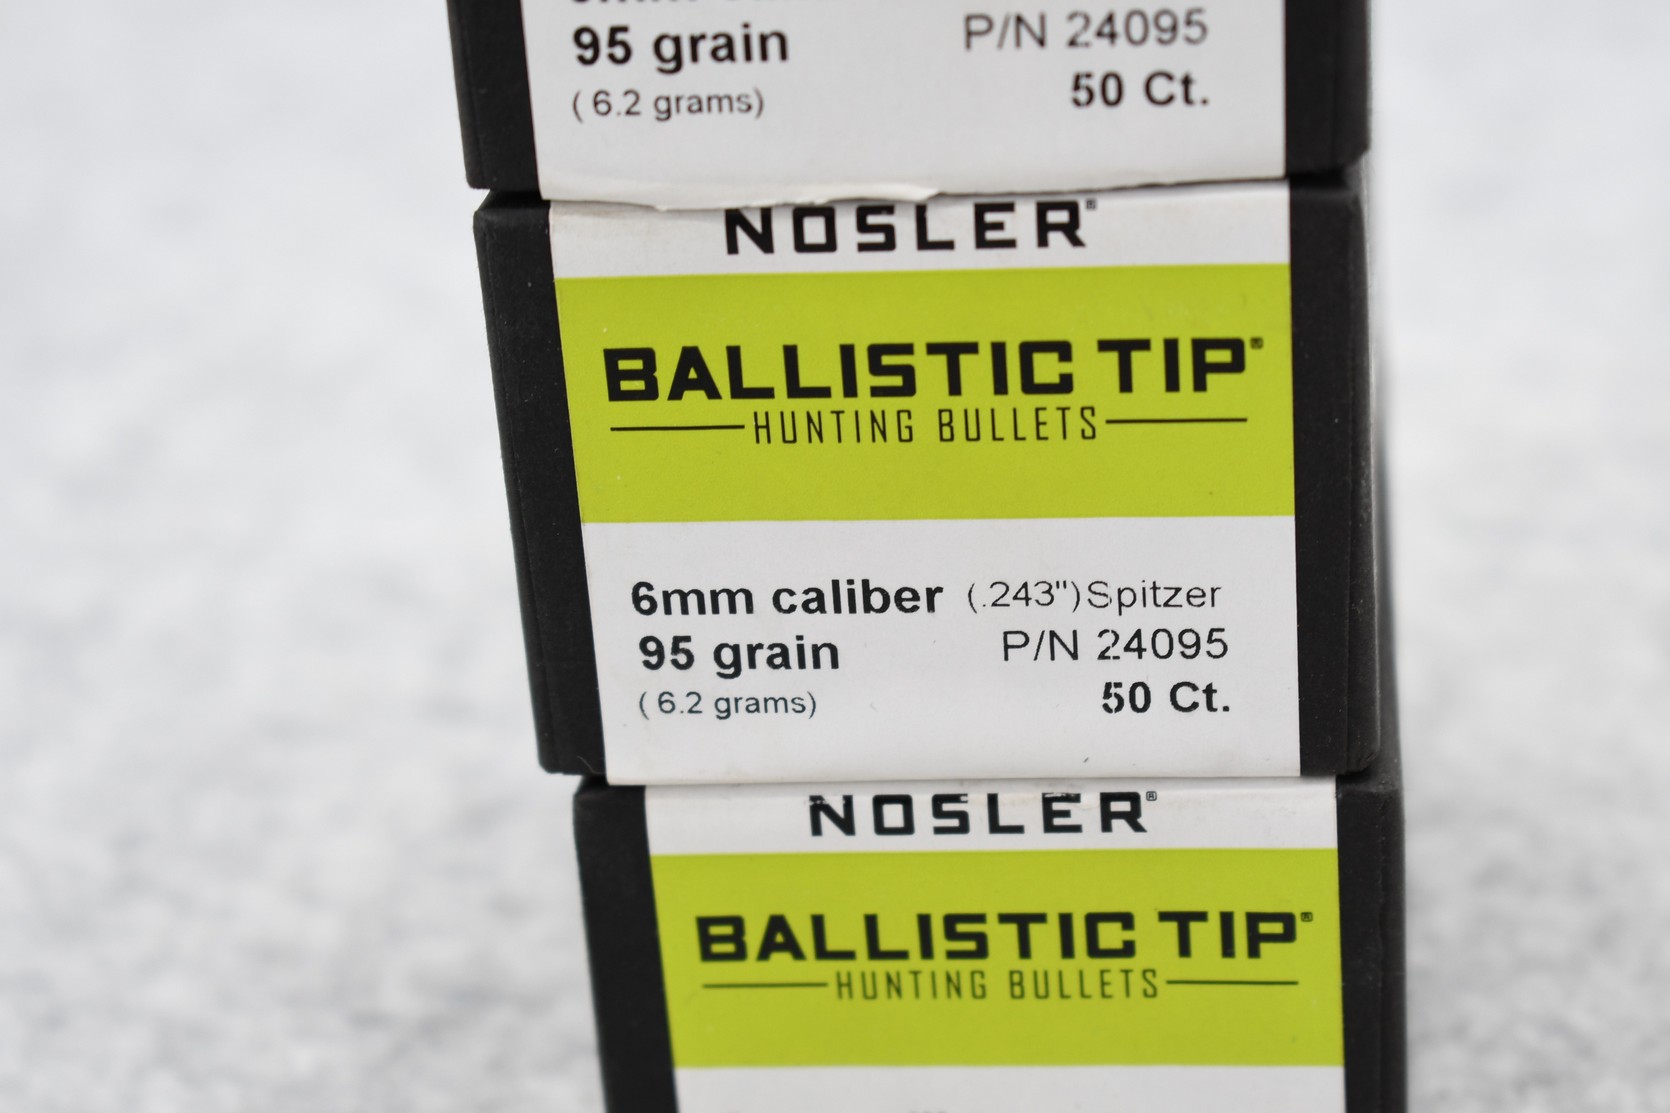 95 grain P/N 24095
(6.2 grams) 50 Ct.
NOSLER®
BALLISTIC TIP®
HUNTING BULLETS
6mm caliber (.243")Spitzer
95 grain P/N 24095
(6.2 grams) 50 Ct.
NOSLER®
BALLISTIC TIP®
HUNTING BULLETS